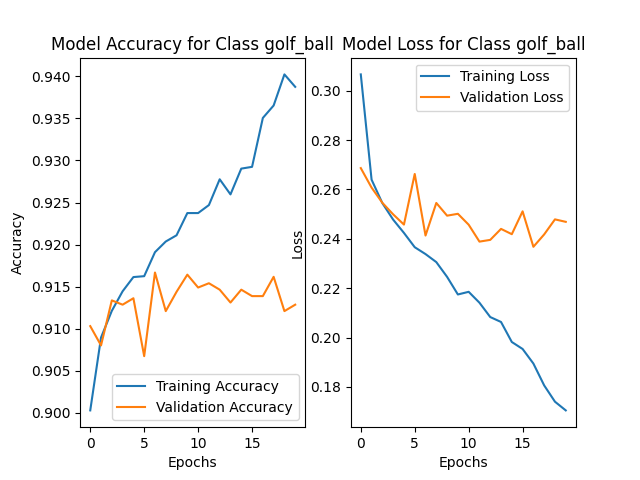 Model Accuracy for Class golf_ball
0.940
0.935
0.930
0.925
0.920
0.915
0.910
0.905
0.900
Accuracy
0
5
10
15
Epochs
Training Accuracy
Validation Accuracy
Model Loss for Class golf_ball
0.30
0.28
0.26
0.24
0.22
0.20
0.18
Loss
0
5
10
15
Epochs
Training Loss
Validation Loss